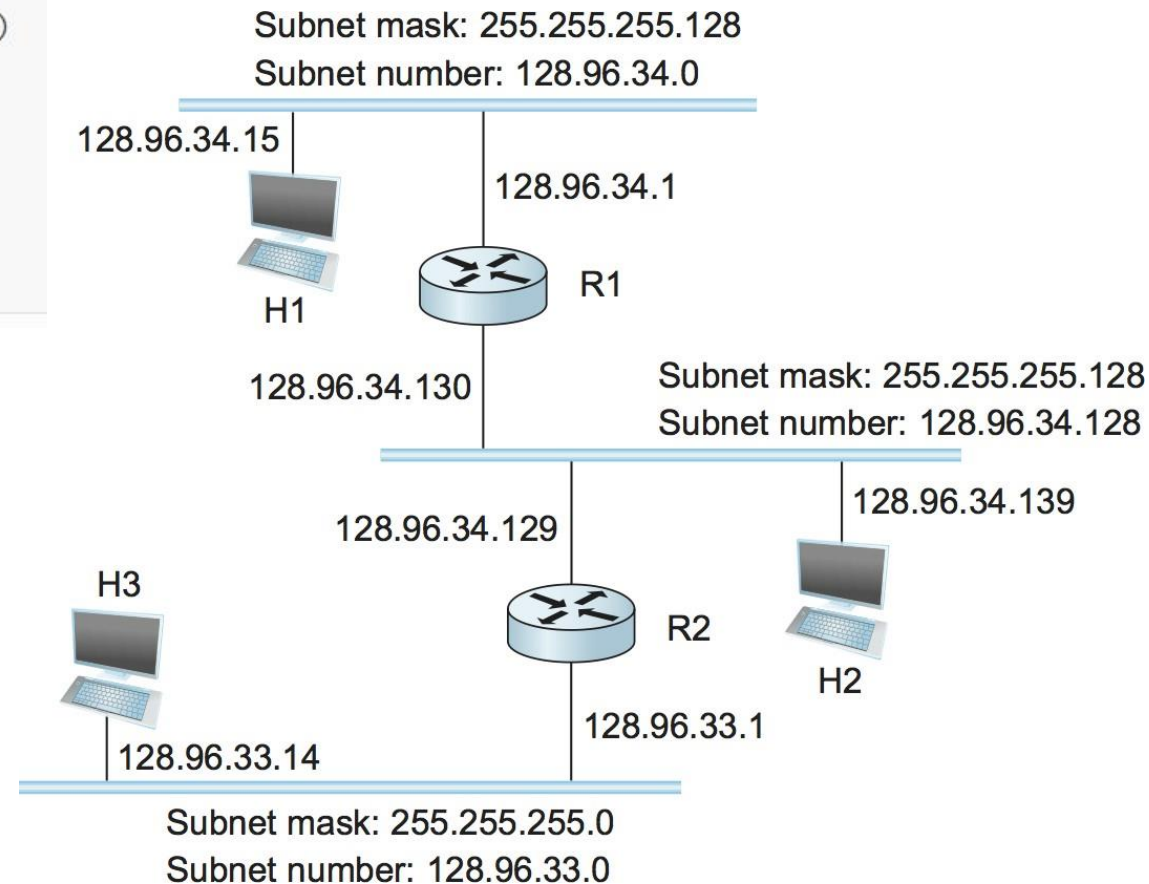 Subnet mask: 255.255.255.128
Subnet number: 128.96.34.0
128.96.34.15
128.96.34.1
R1
H1
128.96.34.130
Subnet mask: 255.255.255.128
Subnet number: 128.96.34.128
128.96.34.139
128.96.34.129
H3
R2
H2
128.96.33.1
128.96.33.14
Subnet mask: 255.255.255.0
Subnet number: 128.96.33.0